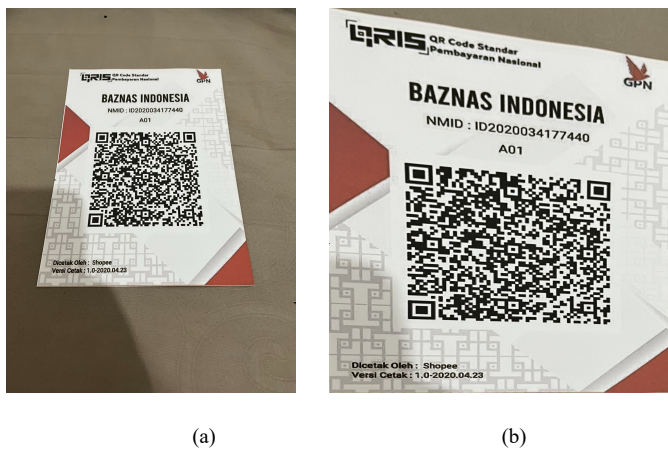 QRIS QR Code Standar
Pembayaran Nasional
GPN
BAZNAS INDONESIA
NMID : ID2020034177440
A01
Dicetak Oleh : Shopee
Versi Cetak : 1.0-2020.04.23
(a)
QRIS QR Code Standar
Pembayaran Nasional
GPN
BAZNAS INDONESIA
NMID : ID2020034177440
A01
Dicetak Oleh : Shopee
Versi Cetak : 1.0-2020.04.23
(b)